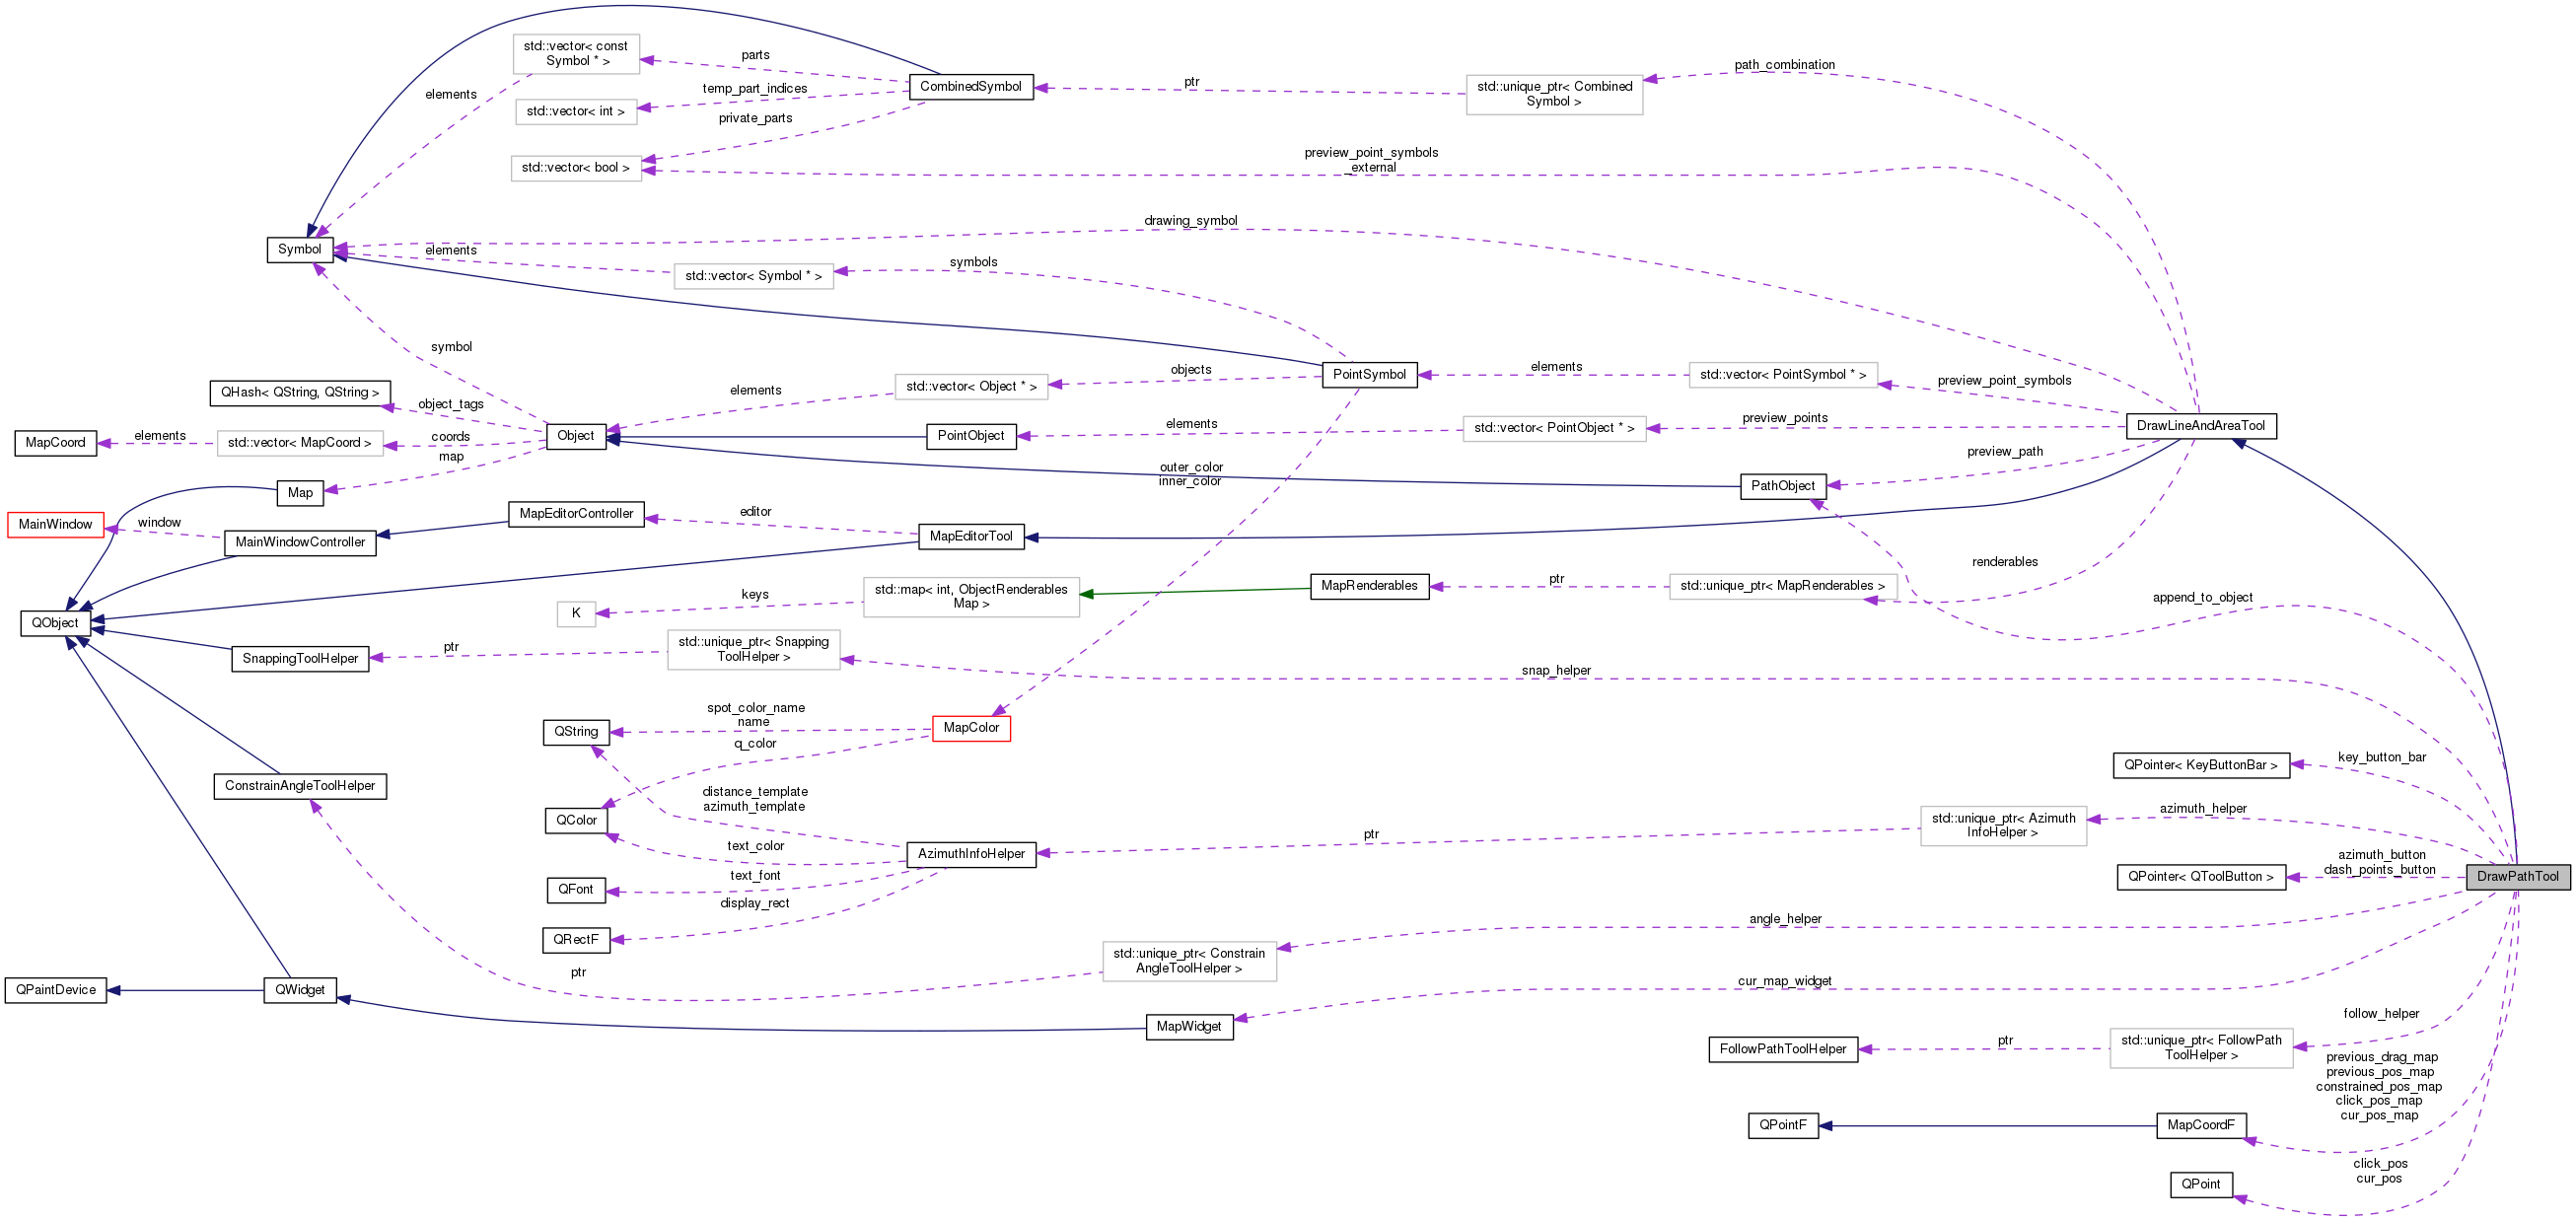 std::vector< const
Symbol * >
parts
path_combination
elements
temp_part_indices
CombinedSymbol
ptr
std::unique_ptr< Combined
Symbol >
std::vector< int >
private_parts
std::vector< bool >
preview_point_symbols
_external
drawing_symbol
Symbol
elements
std::vector< Symbol * >
symbols
symbol
PointSymbol
elements
std::vector< PointSymbol * >
preview_point_symbols
QHash< QString, QString >
object_tags
elements
std::vector< Object * >
objects
MapCoord
elements
std::vector< MapCoord >
coords
map
Object
PointObject
elements
std::vector< PointObject * >
preview_points
DrawLineAndAreaTool
preview_path
outer_color
inner_color
PathObject
Map
MainWindow
window
MainWindowController
MapEditorController
editor
MapEditorTool
renderables
keys
K
std::map< int, ObjectRenderables
Map >
MapRenderables
ptr
std::unique_ptr< MapRenderables >
append_to_object
QObject
SnappingToolHelper
ptr
std::unique_ptr< Snapping
ToolHelper >
snap_helper
QString
spot_color_name
name
MapColor
q_color
key_button_bar
QPointer< KeyButtonBar >
ConstrainAngleToolHelper
distance_template
azimuth_template
QColor
text_color
AzimuthInfoHelper
ptr
std::unique_ptr< Azimuth
InfoHelper >
azimuth_helper
QFont
text_font
azimuth_button
dash_points_button
QPointer< QToolButton >
DrawPathTool
display_rect
QRectF
angle_helper
ptr
std::unique_ptr< Constrain
AngleToolHelper >
cur_map_widget
QPaintDevice
QWidget
MapWidget
follow_helper
FollowPathToolHelper
ptr
std::unique_ptr< FollowPath
ToolHelper >
previous_drag_map
previous_pos_map
constrained_pos_map
click_pos_map
cur_pos_map
QPointF
MapCoordF
click_pos
cur_pos
QPoint